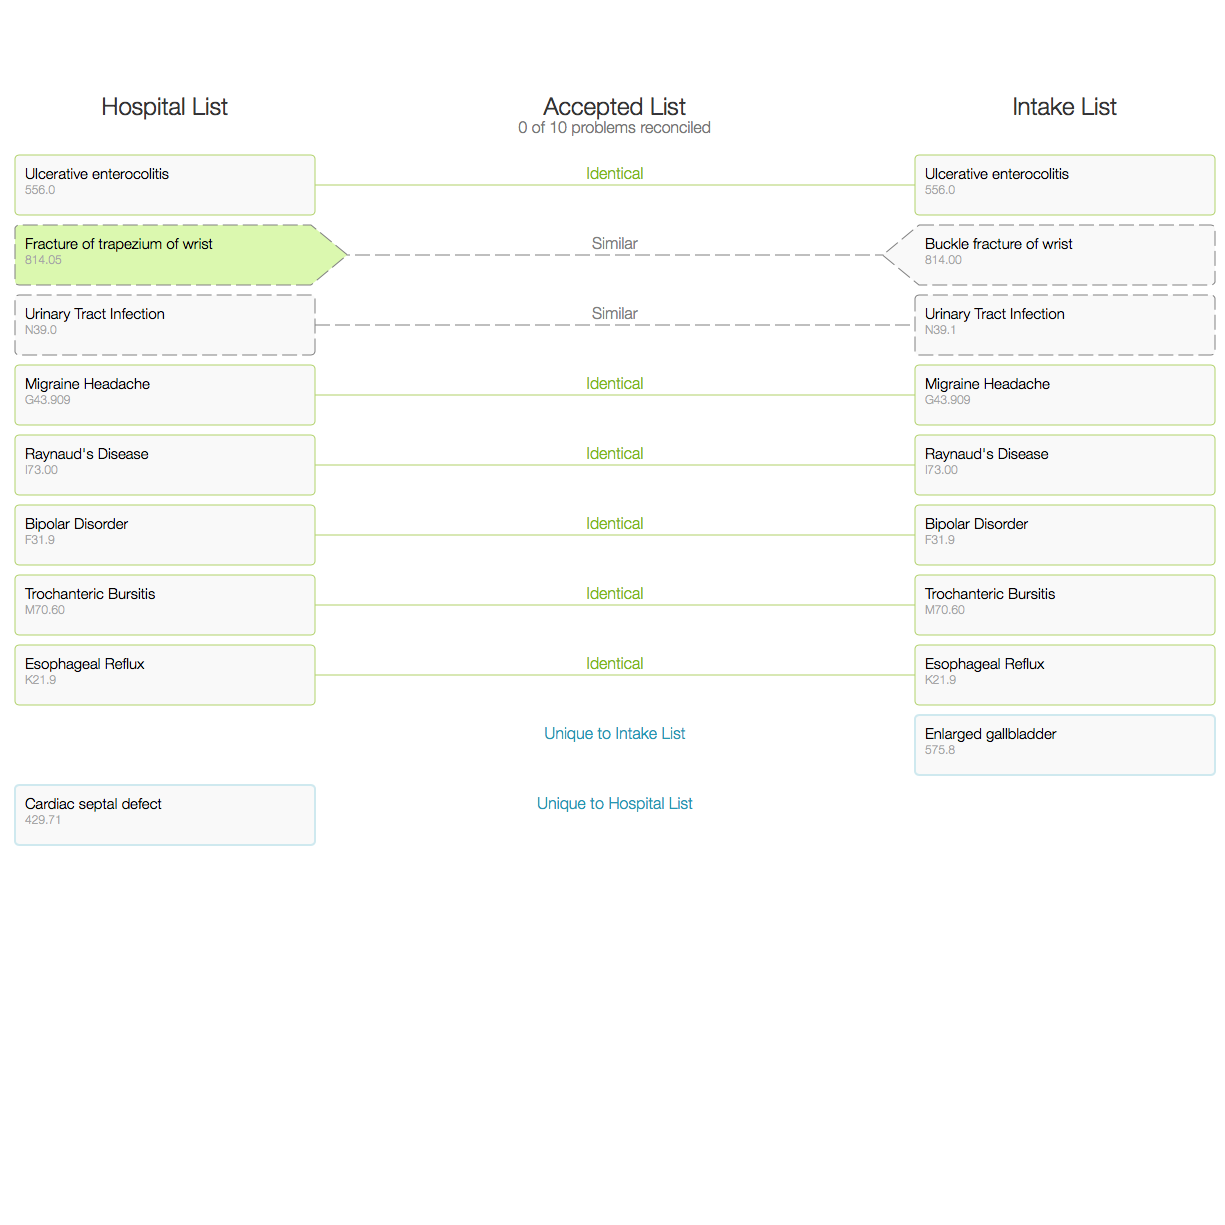 Hospital List
Accepted List
Intake List
0 of 10 problems reconciled
Ulcerative enterocolitis
556.0
Identical
Ulcerative enterocolitis
556.0
Fracture of trapezium of wrist
814.05
Similar
Buckle fracture of wrist
814.00
Urinary Tract Infection
N39.0
Similar
Urinary Tract Infection
N39.1
Migraine Headache
G43.909
Identical
Migraine Headache
G43.909
Raynaud's Disease
I73.00
Identical
Raynaud's Disease
I73.00
Bipolar Disorder
F31.9
Identical
Bipolar Disorder
F31.9
Trochanteric Bursitis
M70.60
Identical
Trochanteric Bursitis
M70.60
Esophageal Reflux
K21.9
Identical
Esophageal Reflux
K21.9
Unique to Intake List
Enlarged gallbladder
575.8
Cardiac septal defect
429.71
Unique to Hospital List